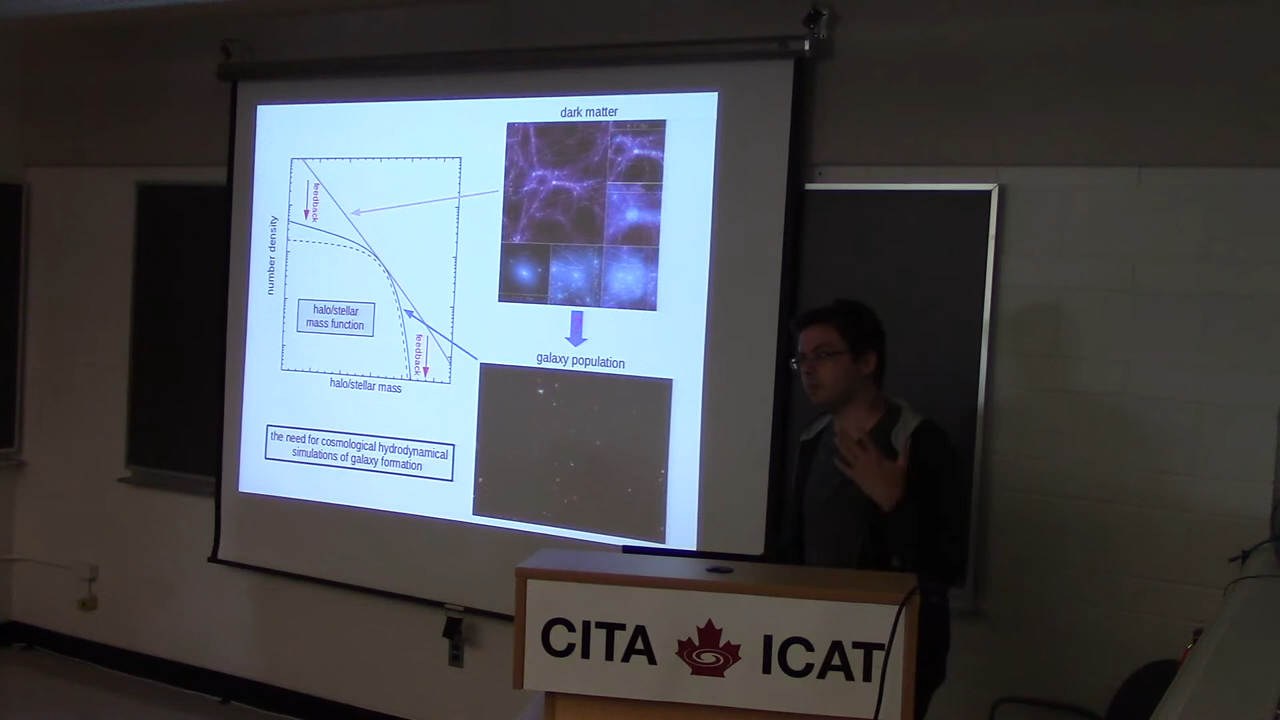 dark matter
feedback
number density
halo/stellar
mass function
feedback
halo/stellar mass
galaxy population
the need for cosmological hydrodynamical
simulations of galaxy formation
CITA ICAT